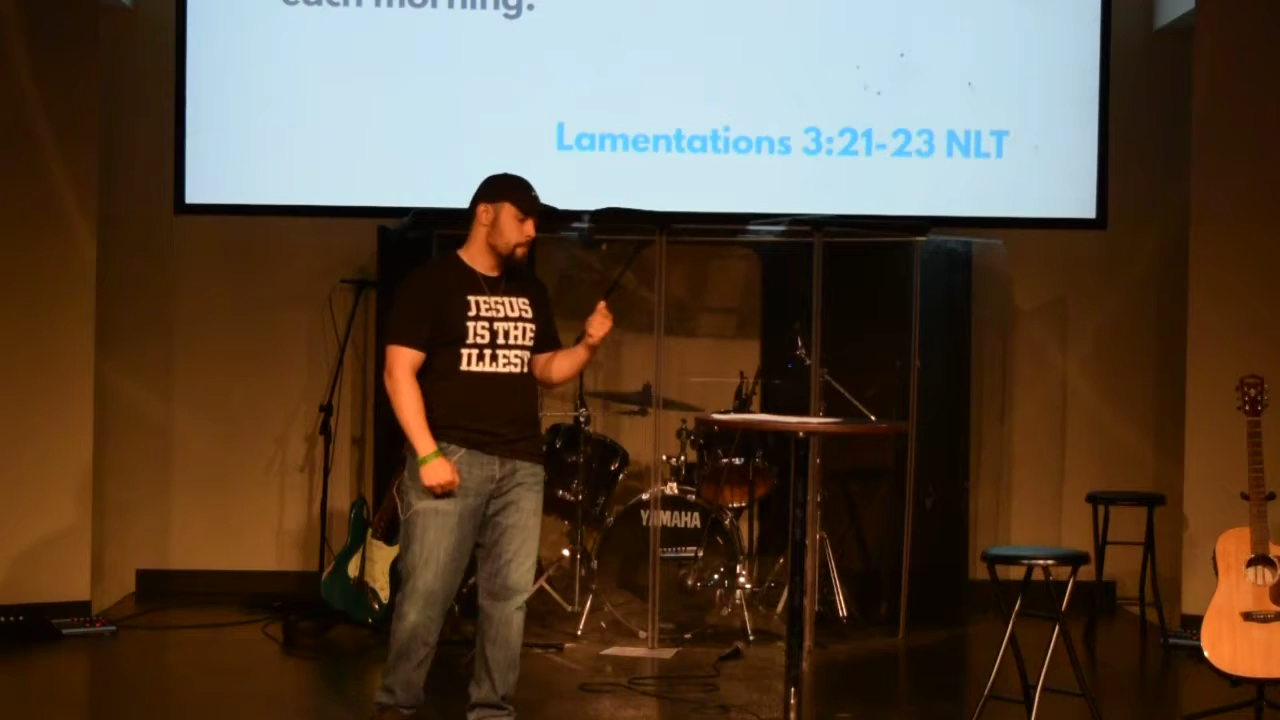 each morning.
Lamentations 3:21-23 NLT
JESUS
IS THE
ILLEST
YAMAHA